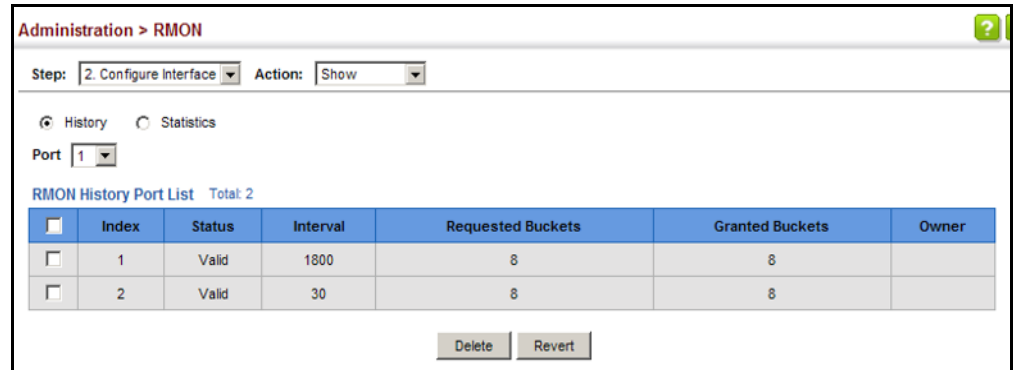 Administration > RMON
?
Step: 2. Configure Interface Action: Show
History Statistics
Port 1
RMON History Port List Total: 2
Index Status Interval Requested Buckets Granted Buckets Owner
1 Valid 1800 8 8
2 Valid 30 8 8
Delete Revert